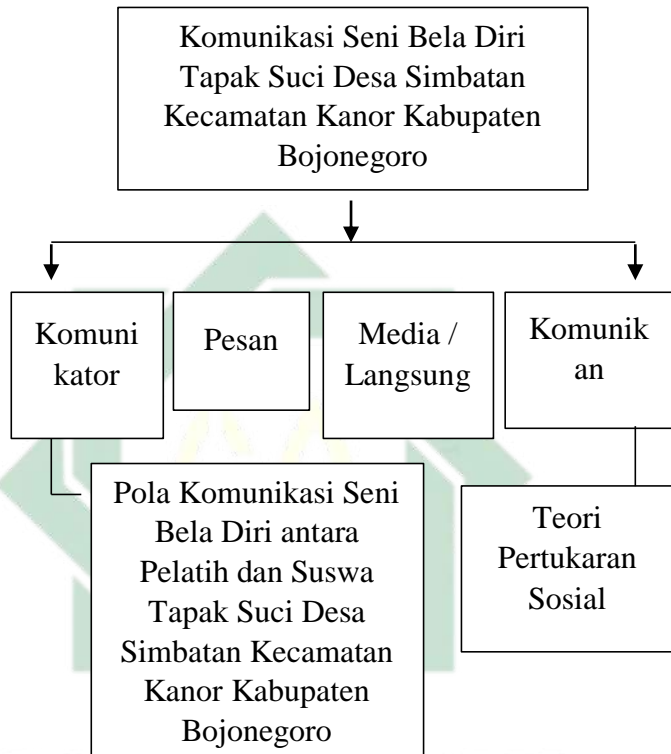 Komunikasi Seni Bela Diri
Tapak Suci Desa Simbatan
Kecamatan Kanor Kabupaten
Bojonegoro
Komuni
kator
Pesan
Media /
Langsung
Komunik
an
Pola Komunikasi Seni
Bela Diri antara
Pelatih dan Suswa
Tapak Suci Desa
Simbatan Kecamatan
Kanor Kabupaten
Bojonegoro
Teori
Pertukaran
Sosial